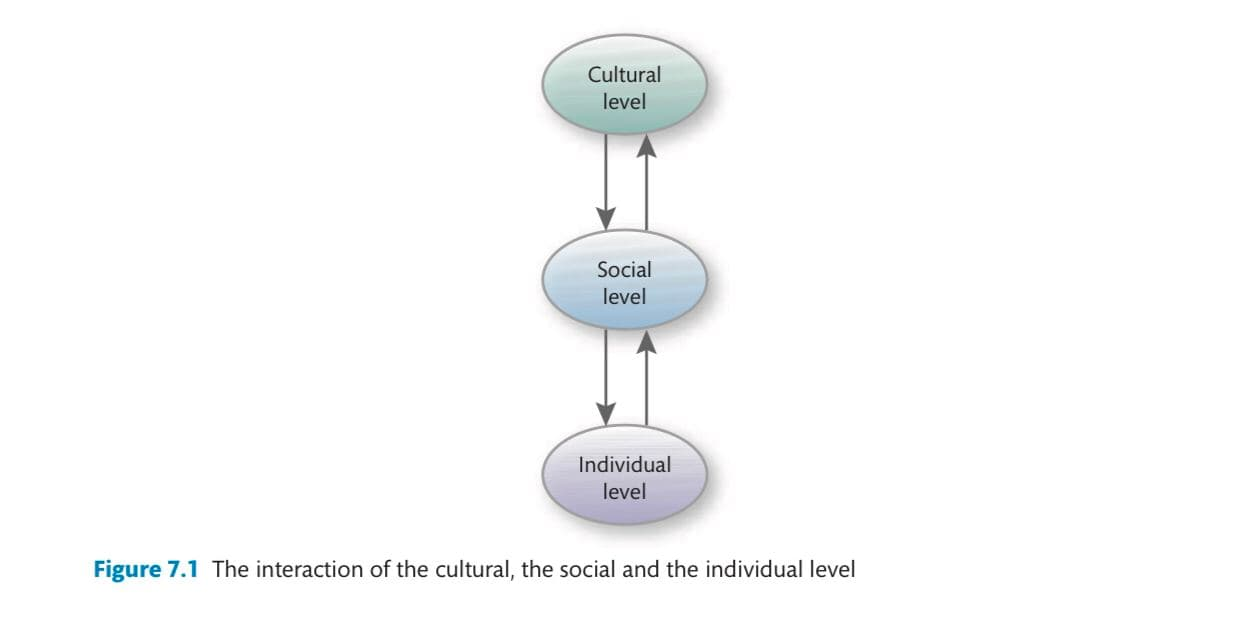 Cultural
level
Social
level
Individual
level
Figure 7.1 The interaction of the cultural, the social and the individual level